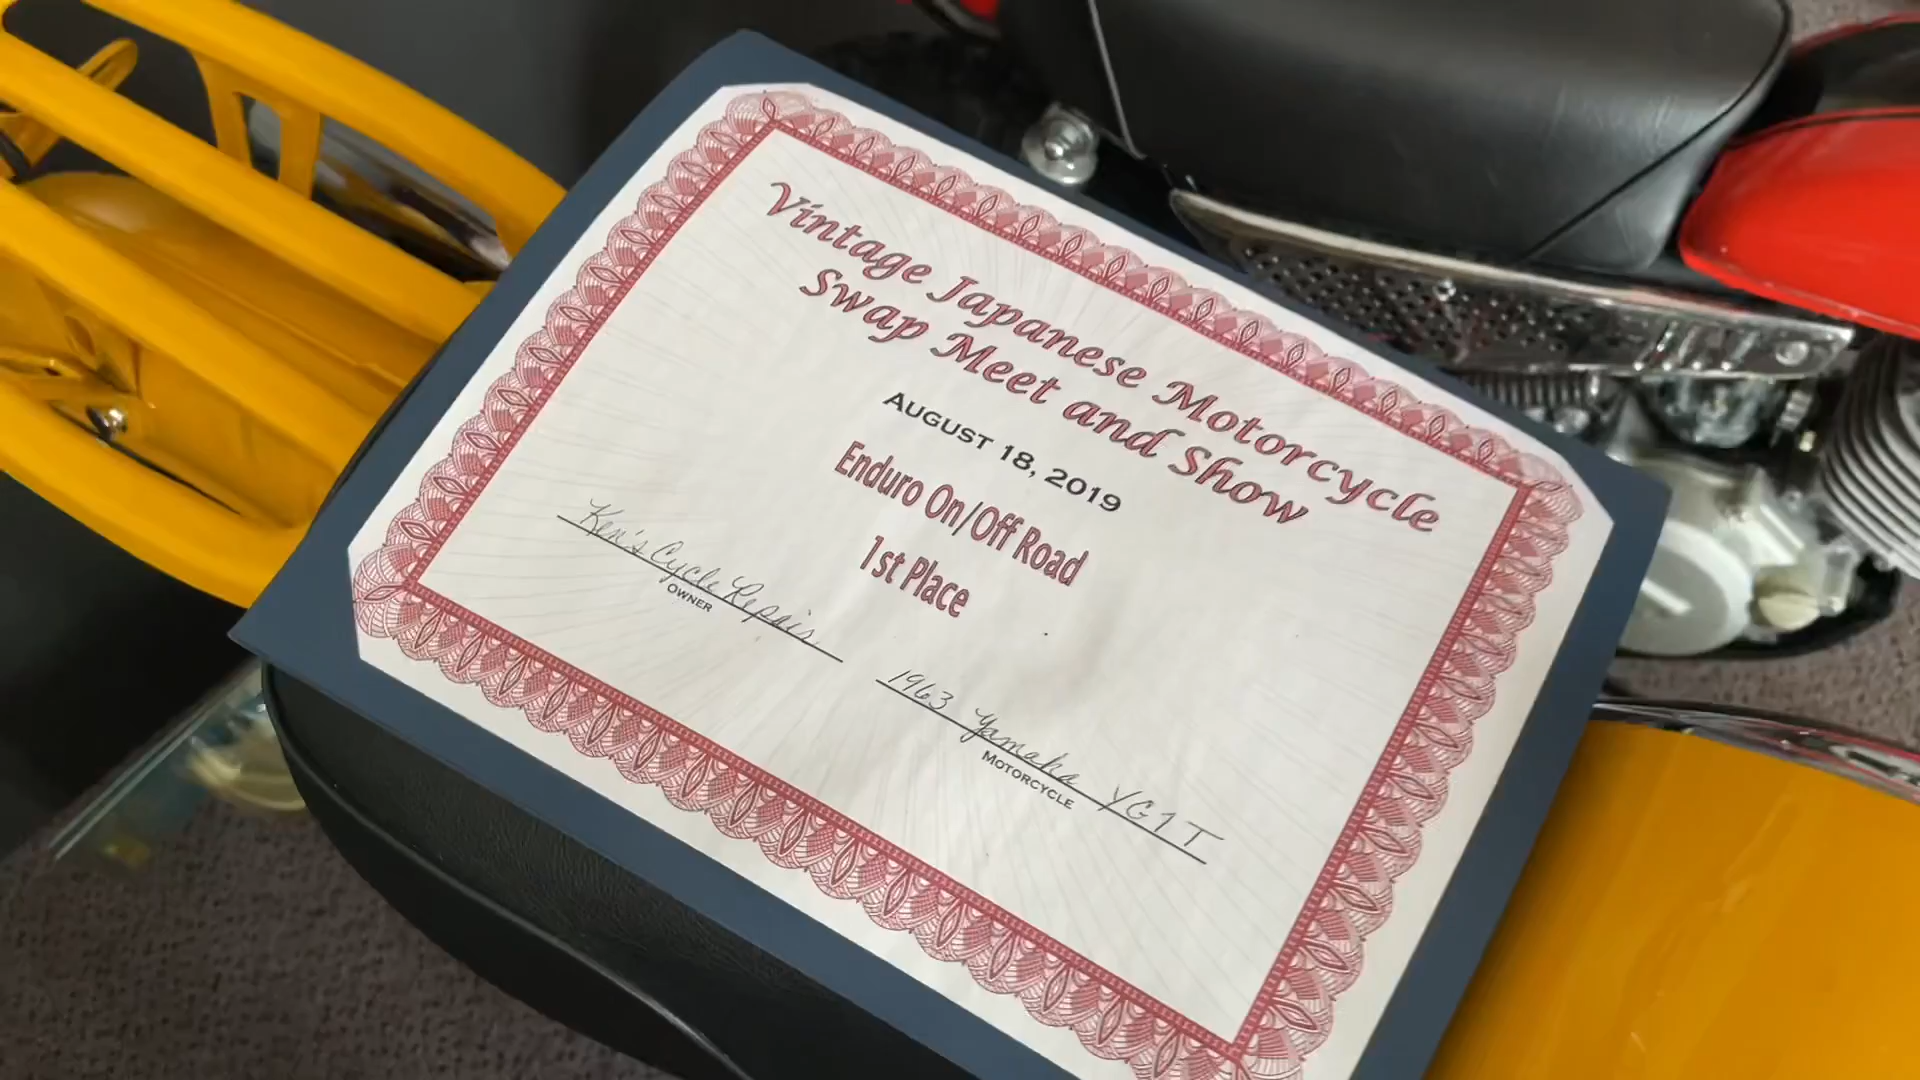 Vintage Japanese Motorcycle
Swap Meet and Show
August 18, 2019
Enduro On/Off Road
1st Place
Ken's Cycle Repair
Owner
1963 Yamaha YG1T
Motorcycle